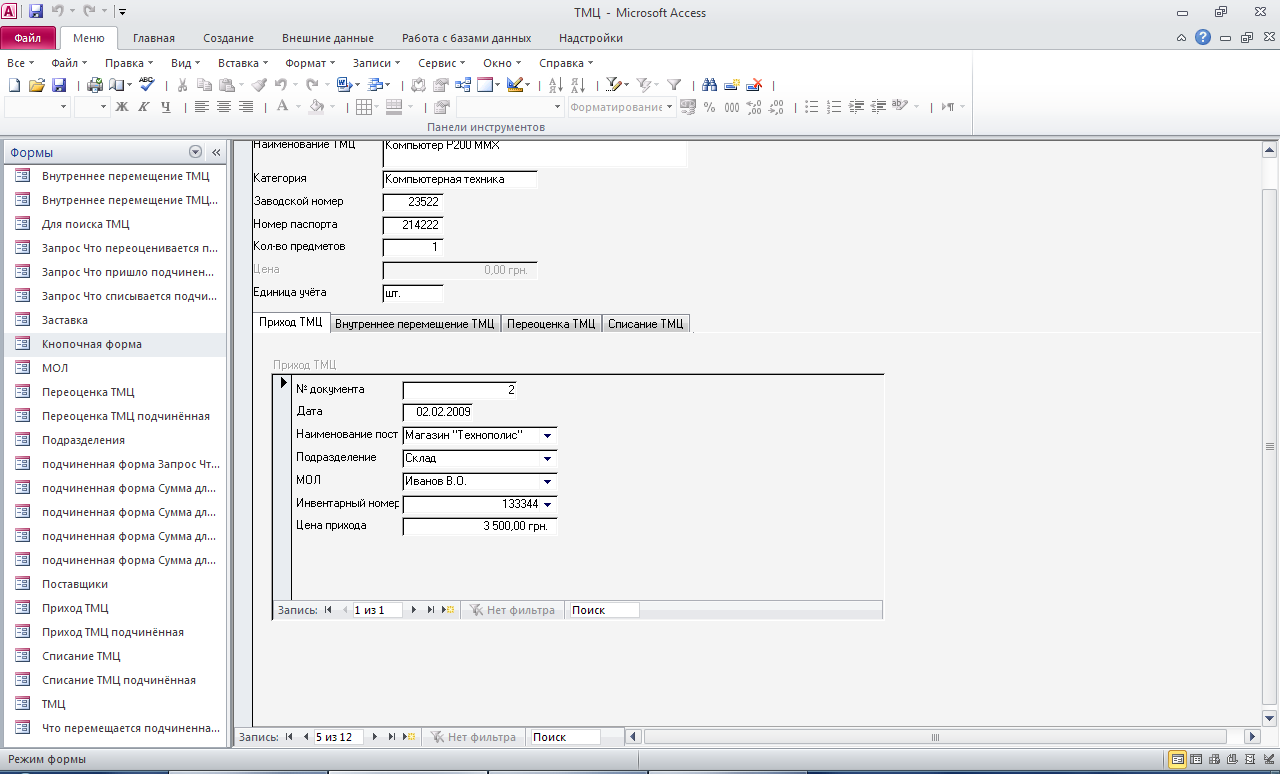 ТМЦ - Microsoft Access
Файл Меню Главная Создание Внешние данные Работа с базами данных Надстройки
Все Файл Правка Вид Вставка Формат Записи Сервис Окно Справка
Ж К Ч Форматирование % 000
Панели инструментов
Формы
Внутреннее перемещение ТМЦ
Внутреннее перемещение ТМЦ...
Для поиска ТМЦ
Запрос Что переоценивается п...
Запрос Что пришло подчинен...
Запрос Что списывается подчи...
Заставка
Кнопочная форма
МОЛ
Переоценка ТМЦ
Переоценка ТМЦ подчинённая
Подразделения
подчиненная форма Запрос Чт...
подчиненная форма Сумма дл...
подчиненная форма Сумма дл...
подчиненная форма Сумма дл...
подчиненная форма Сумма дл...
Поставщики
Приход ТМЦ
Приход ТМЦ подчинённая
Списание ТМЦ
Списание ТМЦ подчинённая
ТМЦ
Что перемещается подчиненна...
Наименование ТМЦ Компьютер P200 MMX
Категория Компьютерная техника
Заводской номер 23522
Номер паспорта 214222
Кол-во предметов 1
Цена 0,00 грн.
Единица учёта шт.
Приход ТМЦ Внутреннее перемещение ТМЦ Переоценка ТМЦ Списание ТМЦ
Приход ТМЦ
№ документа 2
Дата 02.02.2009
Наименование пост Магазин "Технополис"
Подразделение Склад
МОЛ Иванов В.О.
Инвентарный номер 133344
Цена прихода 3 500,00 грн.
Запись: 1 из 1 Нет фильтра Поиск
Запись: 5 из 12 Нет фильтра Поиск
Режим формы